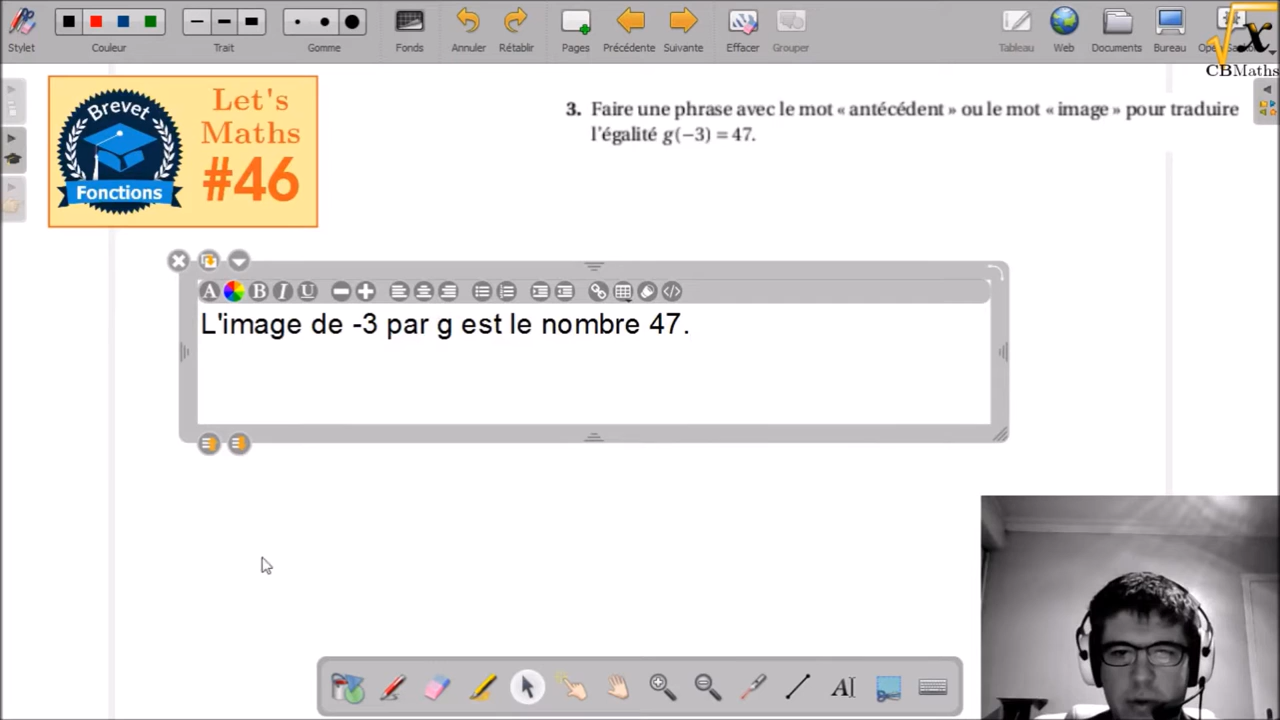 Stylet
Couleur
Trait
Gomme
Fonds
Annuler
Rétablir
Pages
Précédente
Suivante
Effacer
Grouper
Tableau
Web
Documents
Bureau
CBMaths
Brevet
Fonctions
Let's
Maths
#46
3. Faire une phrase avec le mot « antécédent » ou le mot « image » pour traduire
l'égalité g(−3) = 47.
L'image de -3 par g est le nombre 47.